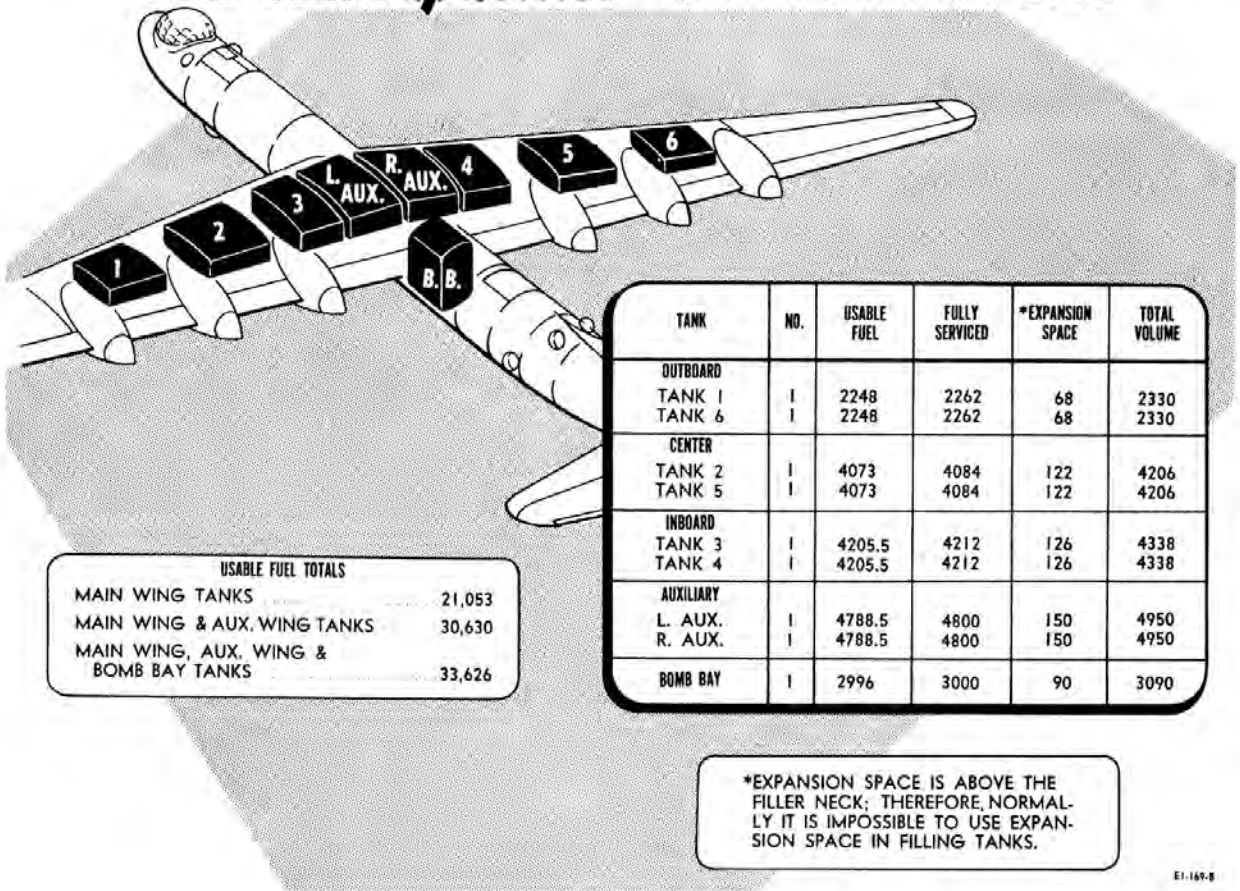 1
2
3
L. AUX.
R. AUX.
4
5
6
B. B.
TANK NO. USABLE FUEL FULLY SERVICED *EXPANSION SPACE TOTAL VOLUME
OUTBOARD
TANK 1 1 2248 2262 68 2330
TANK 6 1 2248 2262 68 2330
CENTER
TANK 2 1 4073 4084 122 4206
TANK 5 1 4073 4084 122 4206
INBOARD
TANK 3 1 4205.5 4212 126 4338
TANK 4 1 4205.5 4212 126 4338
AUXILIARY
L. AUX. 1 4788.5 4800 150 4950
R. AUX. 1 4788.5 4800 150 4950
BOMB BAY 1 2996 3000 90 3090
USABLE FUEL TOTALS
MAIN WING TANKS 21,053
MAIN WING & AUX. WING TANKS 30,630
MAIN WING, AUX. WING &
BOMB BAY TANKS 33,626
*EXPANSION SPACE IS ABOVE THE
FILLER NECK; THEREFORE, NORMAL-
LY IT IS IMPOSSIBLE TO USE EXPAN-
SION SPACE IN FILLING TANKS.
E1-169-B